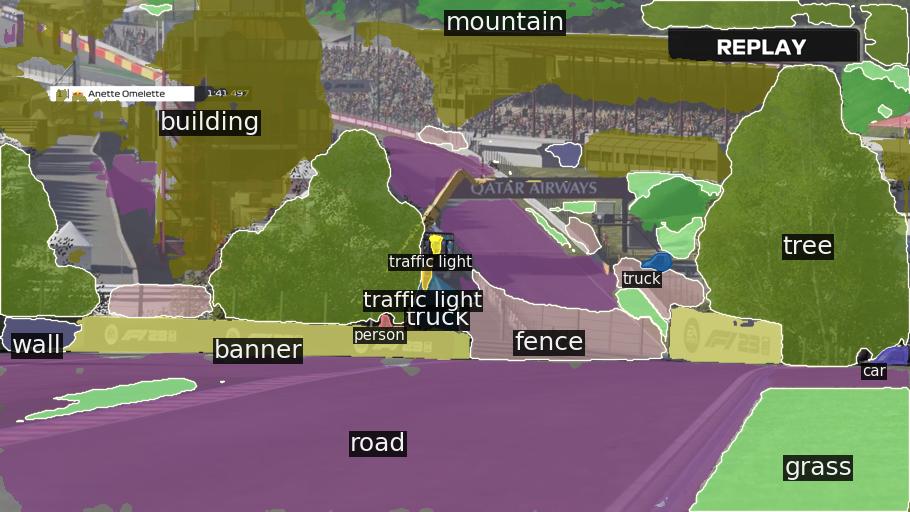 mountain
REPLAY
Anette Omelette
1:41.497
building
QATAR AIRWAYS
tree
traffic light
truck
traffic light
truck
person
F1 23
F1 23
wall
banner
fence
car
road
grass